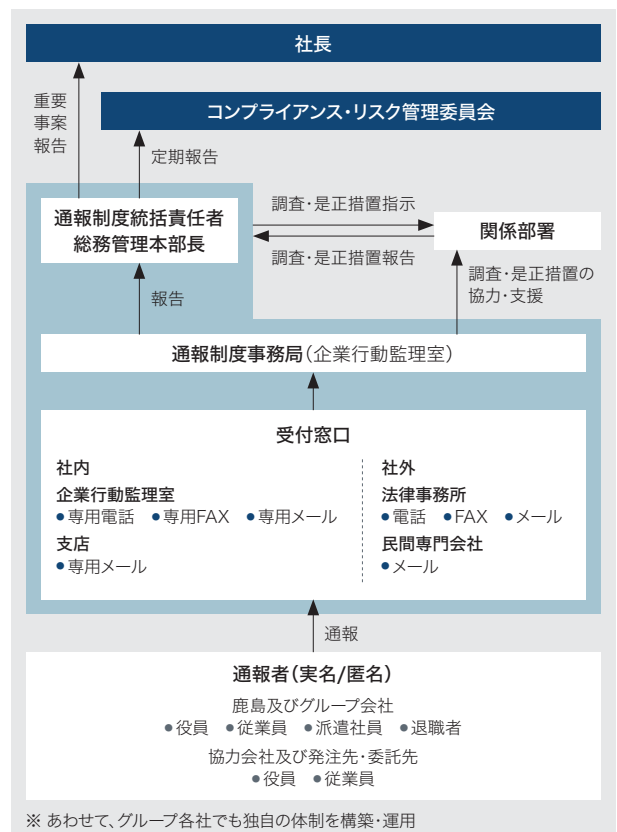 社長
重要
事案
報告
コンプライアンス・リスク管理委員会
定期報告
通報制度統括責任者
総務管理本部長
調査・是正措置指示
調査・是正措置報告
関係部署
報告
調査・是正措置の
協力・支援
通報制度事務局（企業行動監理室）
受付窓口
社内
企業行動監理室
●専用電話 ●専用FAX ●専用メール
支店
●専用メール
社外
法律事務所
●電話 ●FAX ●メール
民間専門会社
●メール
通報
通報者（実名/匿名）
鹿島及びグループ会社
●役員 ●従業員 ●派遣社員 ●退職者
協力会社及び発注先・委託先
●役員 ●従業員
※ あわせて、グループ各社でも独自の体制を構築・運用